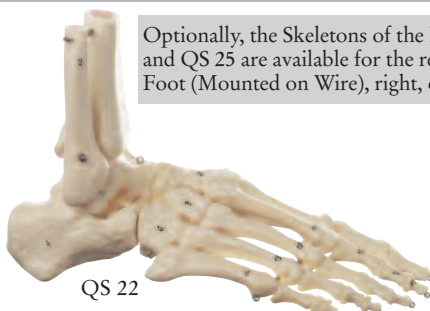 Optionally, the Skeletons of the
and QS 25 are available for the
Foot (Mounted on Wire), right,
QS 22